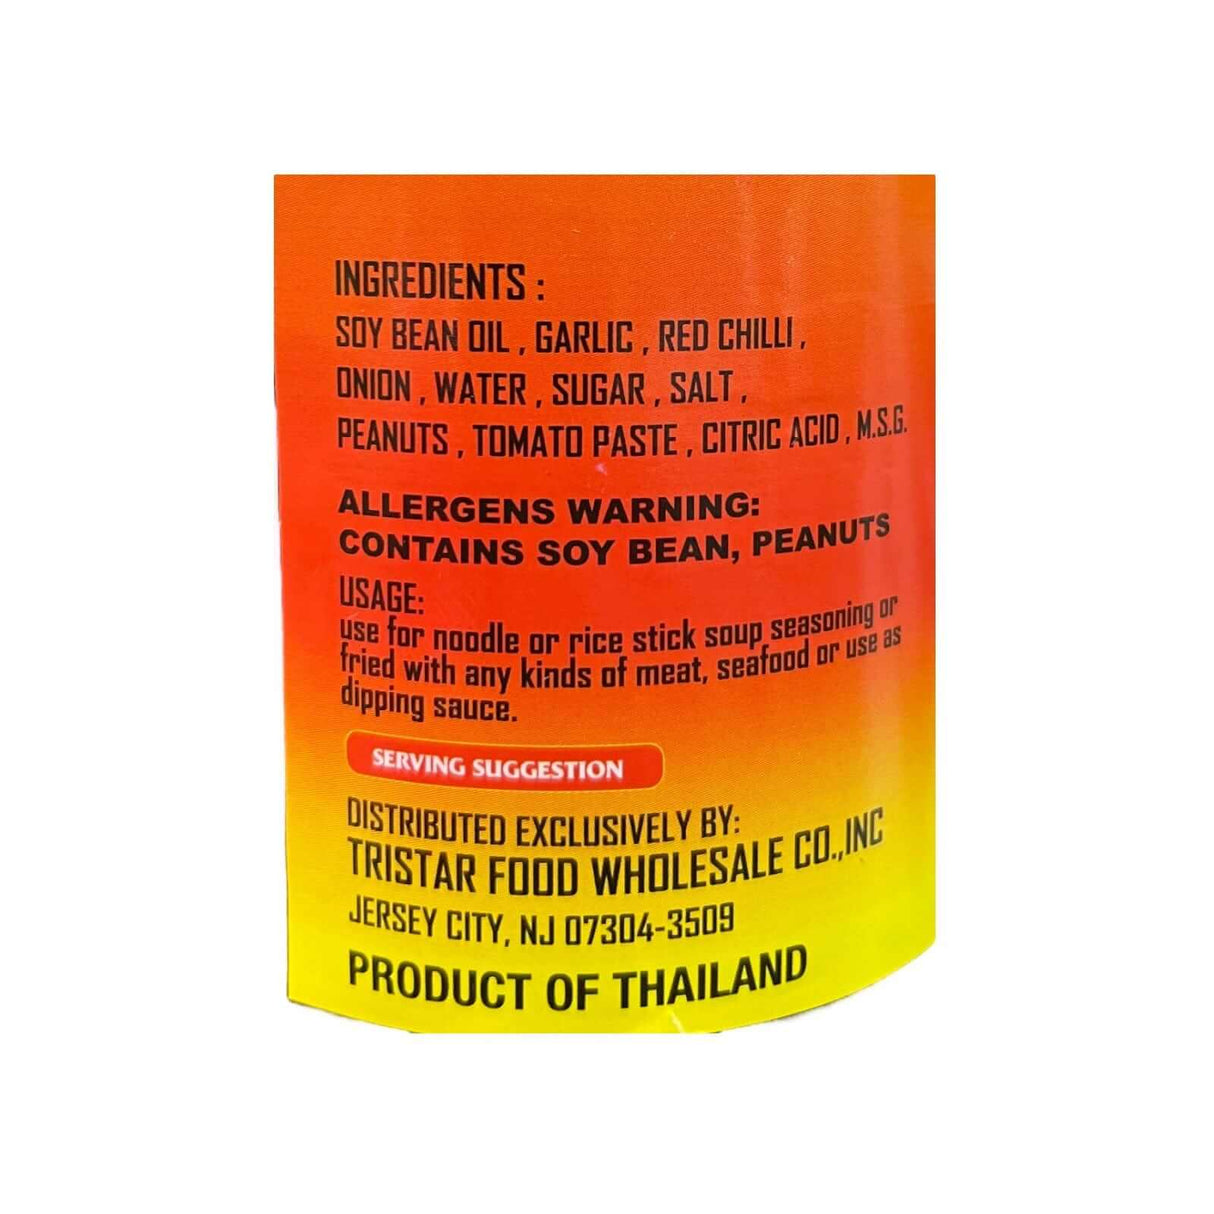 INGREDIENTS :
SOY BEAN OIL , GARLIC , RED CHILLI ,
ONION , WATER , SUGAR , SALT ,
PEANUTS , TOMATO PASTE , CITRIC ACID , M.S.G.
ALLERGENS WARNING:
CONTAINS SOY BEAN, PEANUTS
USAGE:
use for noodle or rice stick soup seasoning or
fried with any kinds of meat, seafood or use as
dipping sauce.
SERVING SUGGESTION
DISTRIBUTED EXCLUSIVELY BY:
TRISTAR FOOD WHOLESALE CO.,INC
JERSEY CITY, NJ 07304-3509
PRODUCT OF THAILAND